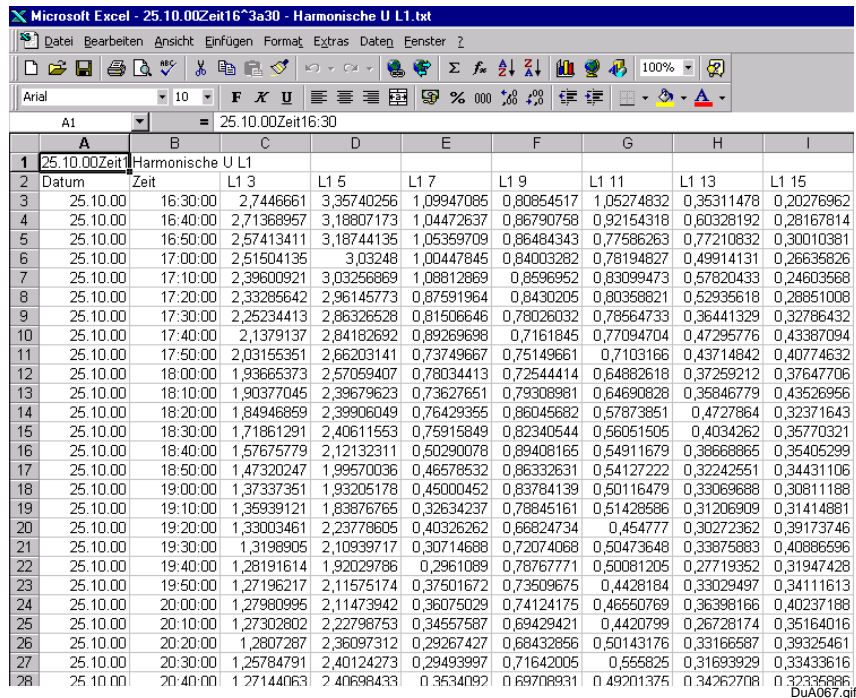 Microsoft Excel - 25.10.00Zeit16^3a30 - Harmonische U L1.txt
Datei Bearbeiten Ansicht Einfügen Format Extras Daten Fenster ?
100%
Arial 10 F K U % 000
A1 = 25.10.00Zeit16:30
A B C D E F G H I
1 25.10.00Zeit1 Harmonische U L1
2 Datum Zeit L1 3 L1 5 L1 7 L1 9 L1 11 L1 13 L1 15
3 25.10.00 16:30:00 2,7446661 3,35740256 1,09947085 0,80854517 1,05274832 0,35311478 0,20276962
4 25.10.00 16:40:00 2,71368957 3,18807173 1,04472637 0,86790758 0,92154318 0,60328192 0,28167814
5 25.10.00 16:50:00 2,57413411 3,18744135 1,05359709 0,86484343 0,77586263 0,77210832 0,30010381
6 25.10.00 17:00:00 2,51504135 3,03248 1,00447845 0,84003282 0,78194827 0,49914131 0,26635826
7 25.10.00 17:10:00 2,39600921 3,03256869 1,08812869 0,8596952 0,83099473 0,57820433 0,24603568
8 25.10.00 17:20:00 2,33285642 2,96145773 0,87591964 0,8430205 0,80358821 0,52935618 0,28851008
9 25.10.00 17:30:00 2,25234413 2,86326528 0,81506646 0,78026032 0,78564733 0,36441329 0,32786432
10 25.10.00 17:40:00 2,1379137 2,84182692 0,89269698 0,7161845 0,77094704 0,47295776 0,43387094
11 25.10.00 17:50:00 2,03155351 2,66203141 0,73749667 0,75149661 0,7103166 0,43714842 0,40774632
12 25.10.00 18:00:00 1,93665373 2,57059407 0,78034413 0,72544414 0,64882618 0,37259212 0,37647706
13 25.10.00 18:10:00 1,90377045 2,39679623 0,73627651 0,79308981 0,64690828 0,35846779 0,43526956
14 25.10.00 18:20:00 1,84946859 2,39906049 0,76429355 0,86045682 0,57873851 0,4727864 0,32371643
15 25.10.00 18:30:00 1,71861291 2,40611553 0,75915849 0,82340544 0,56051505 0,4034262 0,35770321
16 25.10.00 18:40:00 1,57675779 2,12132311 0,50290078 0,89408165 0,54911679 0,38668865 0,35405299
17 25.10.00 18:50:00 1,47320247 1,99570036 0,46578532 0,86332631 0,54127222 0,32242551 0,34431106
18 25.10.00 19:00:00 1,37337351 1,93205178 0,45000452 0,83784139 0,50116479 0,33069688 0,30811188
19 25.10.00 19:10:00 1,35939121 1,83876765 0,32634237 0,78845161 0,51428586 0,31206909 0,31414881
20 25.10.00 19:20:00 1,33003461 2,23778605 0,40326262 0,66824734 0,454777 0,30272362 0,39173746
21 25.10.00 19:30:00 1,3198905 2,10939717 0,30714688 0,72074068 0,50473648 0,33875883 0,40886596
22 25.10.00 19:40:00 1,28191614 1,92029786 0,2961089 0,78767771 0,50081205 0,27719352 0,31947428
23 25.10.00 19:50:00 1,27196217 2,11575174 0,37501672 0,73509675 0,4428184 0,33029497 0,34111613
24 25.10.00 20:00:00 1,27980995 2,11473942 0,36075029 0,74124175 0,46550769 0,36398166 0,40237188
25 25.10.00 20:10:00 1,27302802 2,22798753 0,34557587 0,69429421 0,4420799 0,26728174 0,35164016
26 25.10.00 20:20:00 1,2807287 2,36097312 0,29267427 0,68432856 0,50143176 0,33166587 0,39325461
27 25.10.00 20:30:00 1,25784791 2,40124273 0,29493997 0,71642005 0,555825 0,31693929 0,33433616
28 25.10.00 20:40:00 1,27144063 2,40698433 0,3534092 0,69708931 0,49201375 0,34262708 0,32335886
DuA067.gif